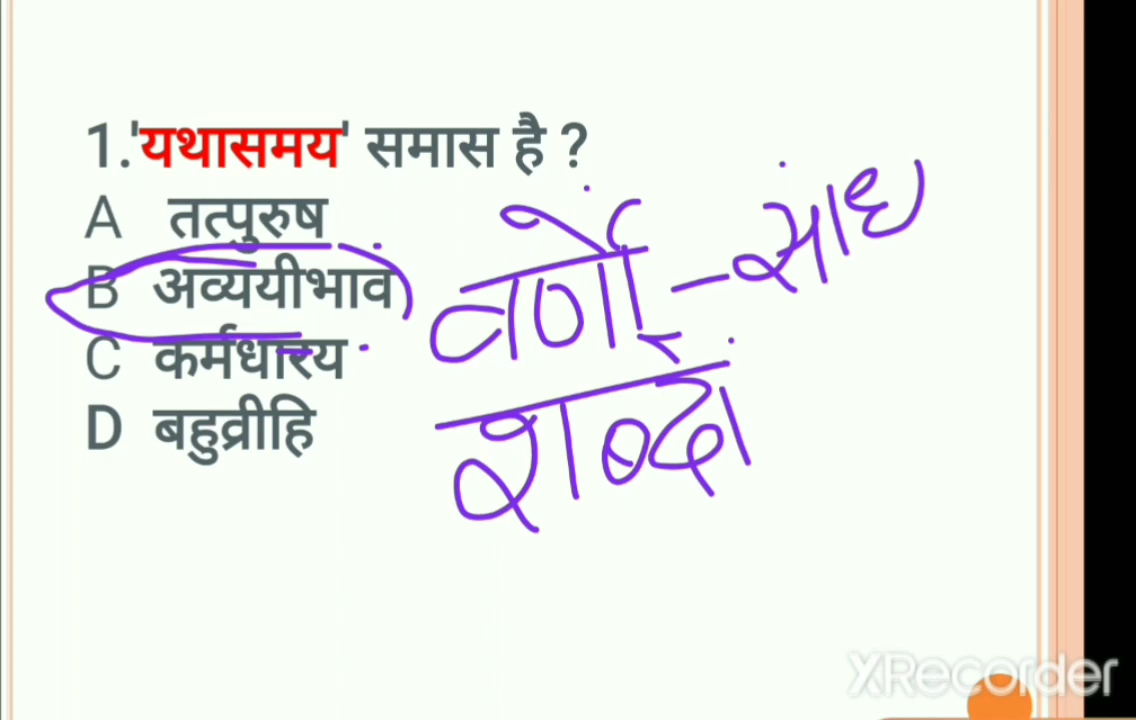 1.'यथासमय' समास है ?
A तत्पुरुष
B अव्ययीभाव
C कर्मधारय
D बहुव्रीहि
वर्णों - संधि
शब्दों
XRecorder